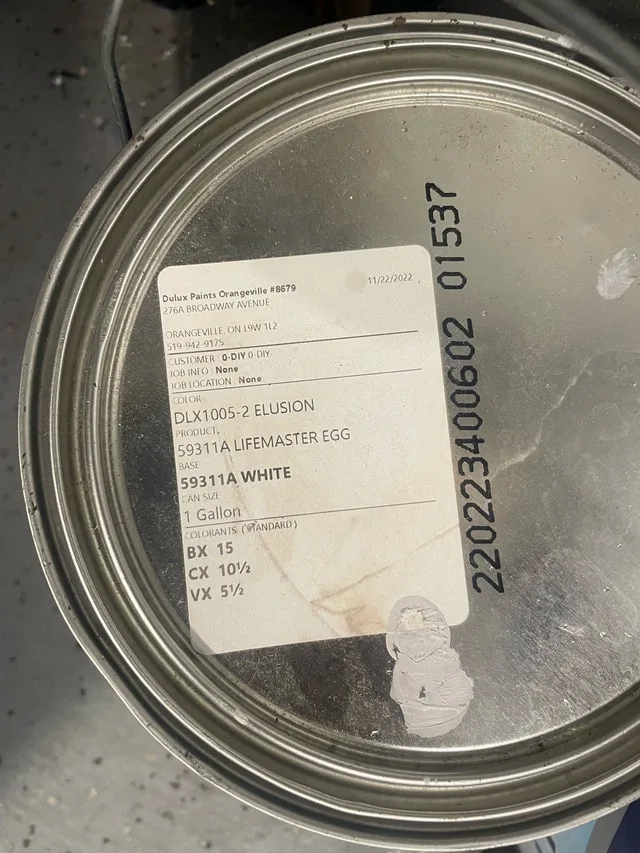 Dulux Paints Orangeville #8679
11/22/2022
276A BROADWAY AVENUE
ORANGEVILLE, ON L9W 1L2
519-942-9175
CUSTOMER : 0-DIY 0-DIY
JOB INFO : None
JOB LOCATION : None
COLOR
DLX1005-2 ELUSION
PRODUCT
59311A LIFEMASTER EGG
BASE
59311A WHITE
CAN SIZE
1 Gallon
COLORANTS (STANDARD)
BX 15
CX 10½
VX 5½
220223400602 01537